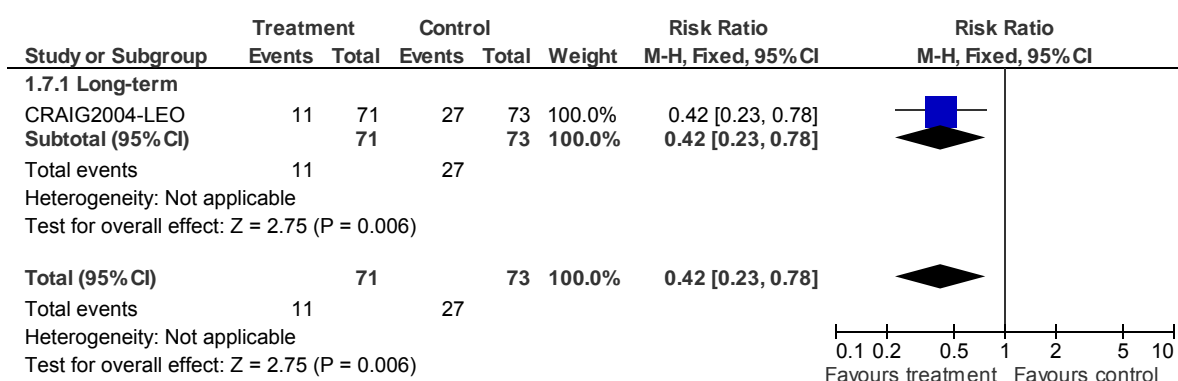 Treatment Control Risk Ratio Risk Ratio
Study or Subgroup Events Total Events Total Weight M-H, Fixed, 95% CI M-H, Fixed, 95% CI
1.7.1 Long-term
CRAIG2004-LEO 11 71 27 73 100.0% 0.42 [0.23, 0.78]
Subtotal (95% CI) 71 73 100.0% 0.42 [0.23, 0.78]
Total events 11 27
Heterogeneity: Not applicable
Test for overall effect: Z = 2.75 (P = 0.006)
Total (95% CI) 71 73 100.0% 0.42 [0.23, 0.78]
Total events 11 27
Heterogeneity: Not applicable
Test for overall effect: Z = 2.75 (P = 0.006)
0.1 0.2 0.5 1 2 5 10
Favours treatment Favours control